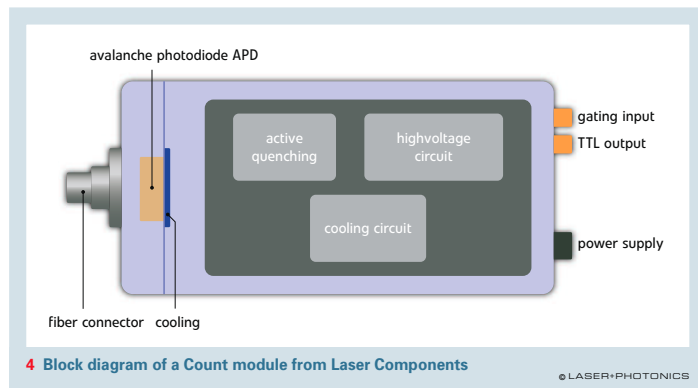 avalanche photodiode APD
active
quenching
highvoltage
circuit
cooling circuit
gating input
TTL output
power supply
fiber connector
cooling
4 Block diagram of a Count module from Laser Components
© LASER+PHOTONICS